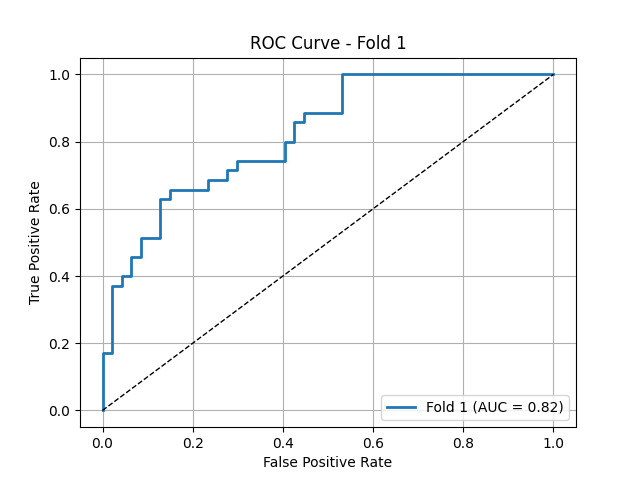 ROC Curve - Fold 1
True Positive Rate
1.0
0.8
0.6
0.4
0.2
0.0
0.0 0.2 0.4 0.6 0.8 1.0
False Positive Rate
Fold 1 (AUC = 0.82)